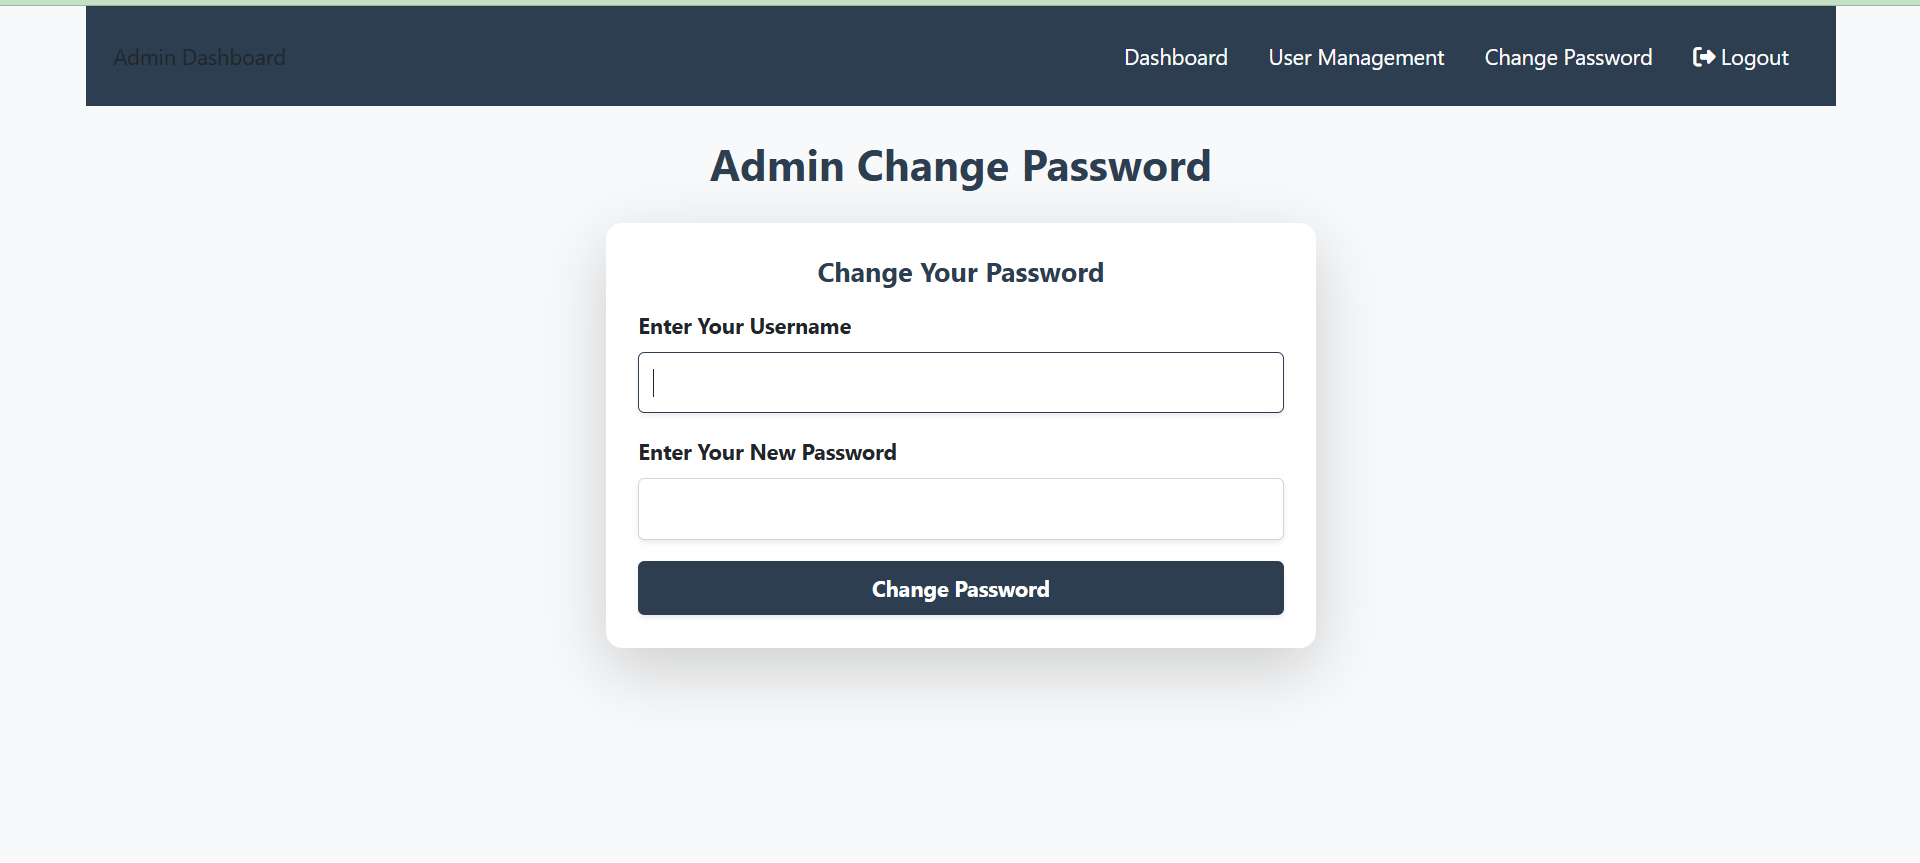 Admin Dashboard
Dashboard
User Management
Change Password
Logout
Admin Change Password
Change Your Password
Enter Your Username
Enter Your New Password
Change Password